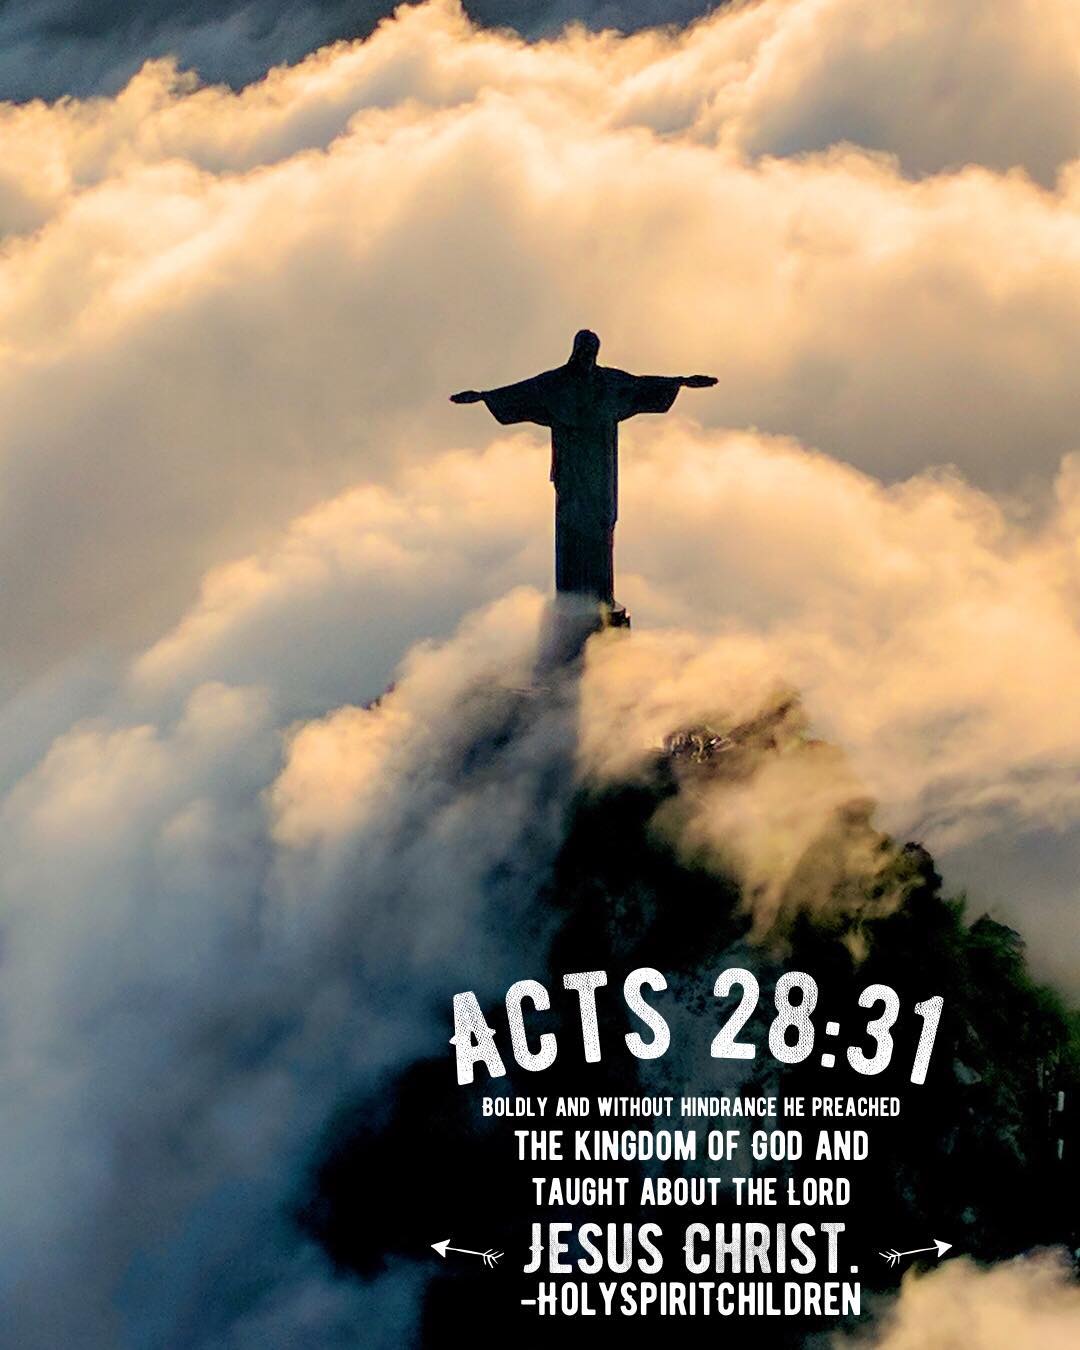 ACTS 28:31
BOLDLY AND WITHOUT HINDRANCE HE PREACHED
THE KINGDOM OF GOD AND
TAUGHT ABOUT THE LORD
JESUS CHRIST.
-HOLYSPIRITCHILDREN